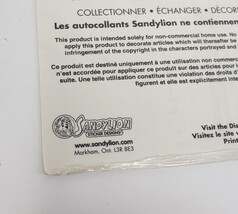 COLLECTIONNER • ÉCHANGER • DÉCOR
Les autocollants Sandylion ne contiennen
This product is intended solely for non-commercial home use. No
apply this product to decorate articles which will thereafter be
infringement of the copyright in the characters portrayed and
Ce produit est destiné uniquement à une utilisation non commercial
n'est accordée pour appliquer ce produit sur des articles pour
suite. Une telle utilisation constitue une violation des droits d'
figurent et elle est explicitement inter
SANDYLION
STICKER DESIGNS
www.sandylion.com
Markham, Ont. L3R 8E3
Visit the Dis
Visitez le site v
Print